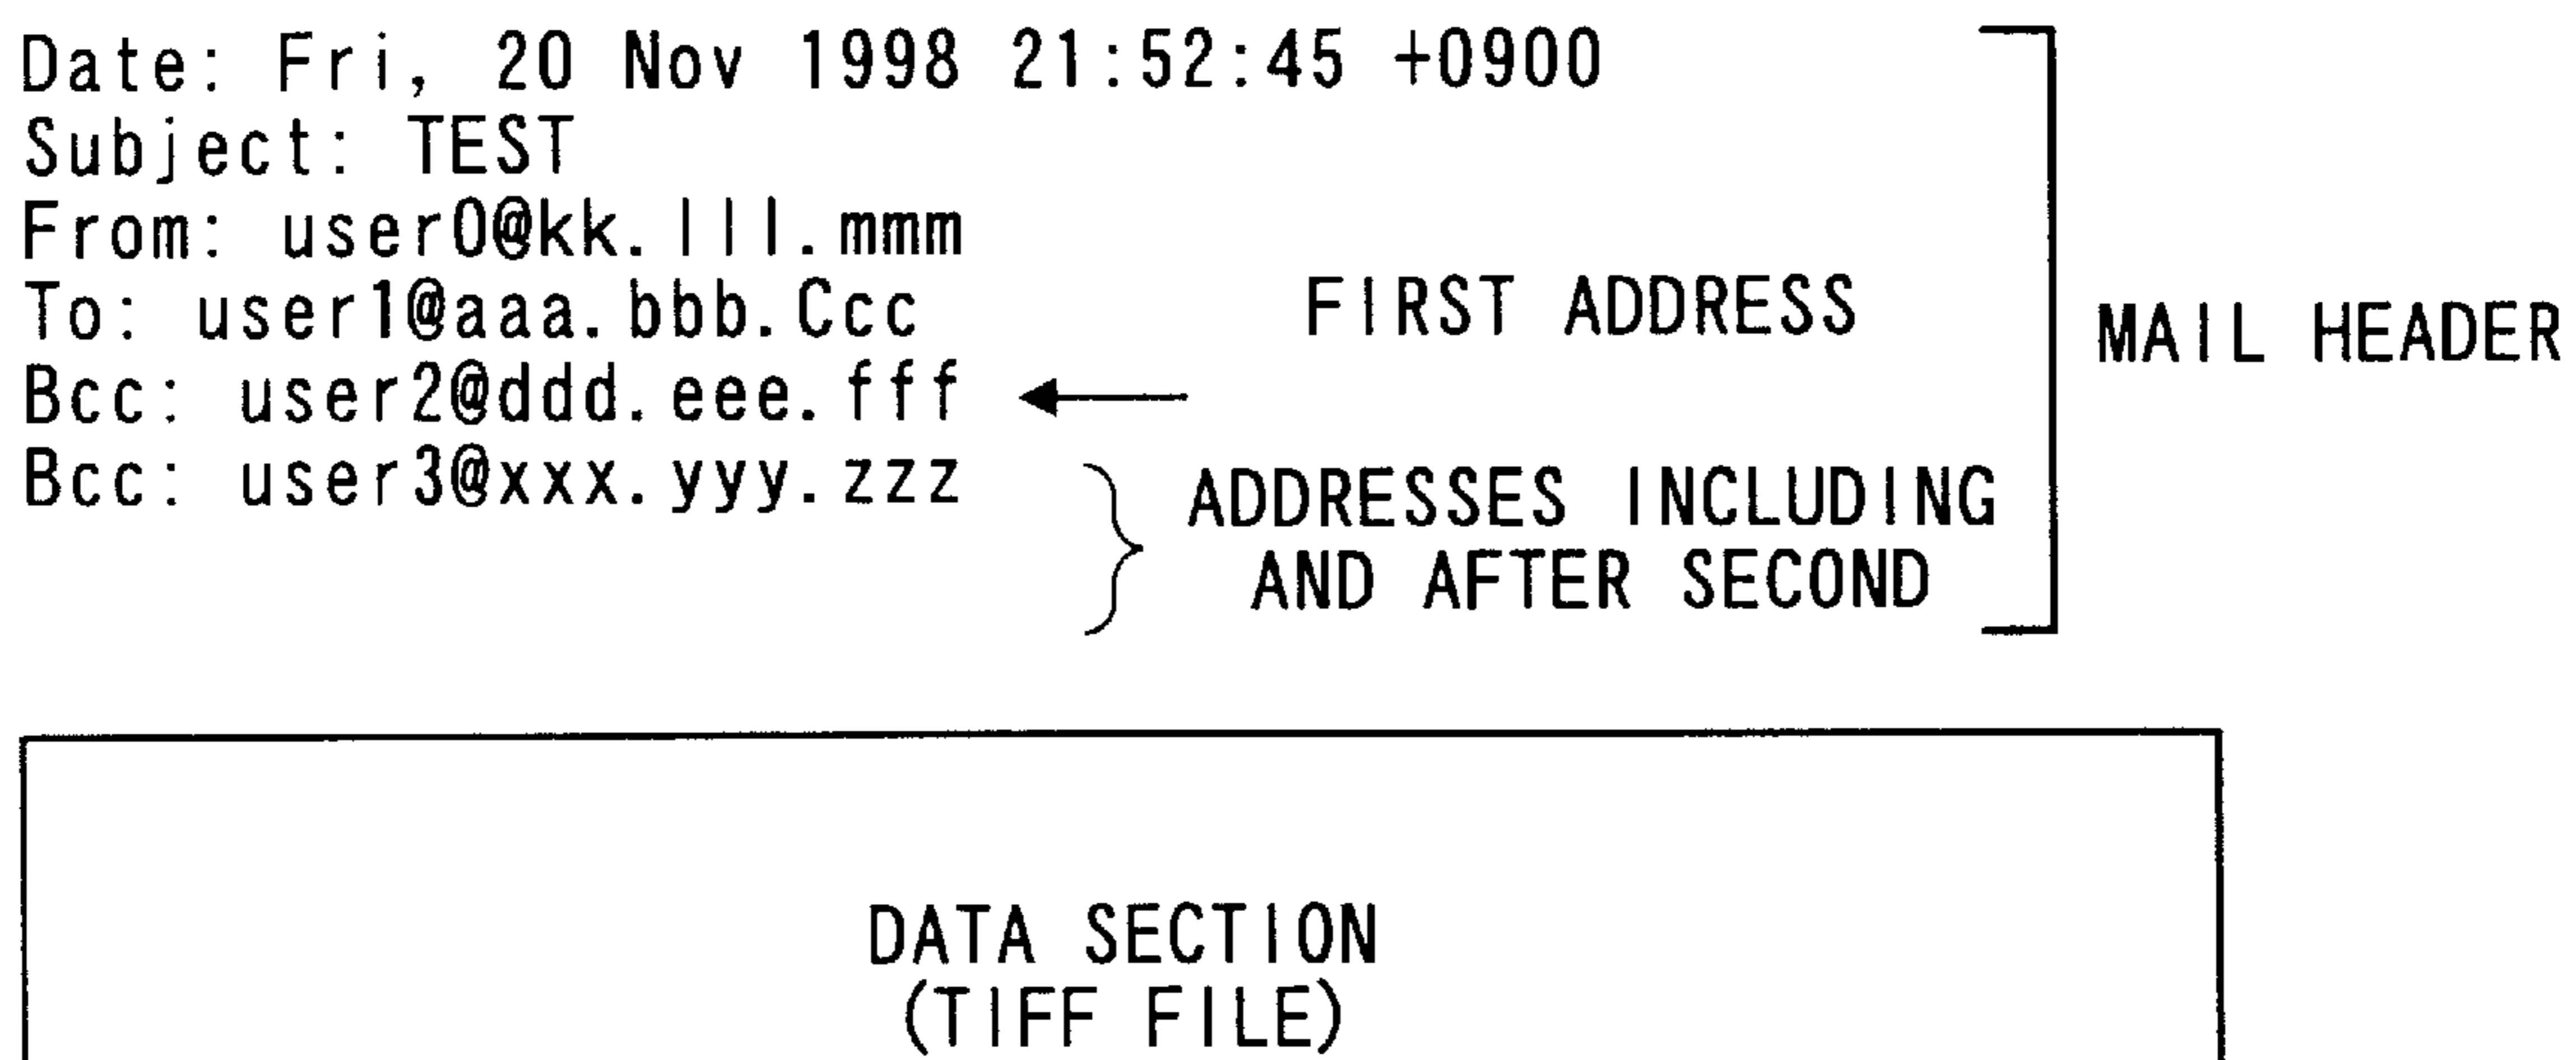 Date: Fri, 20 Nov 1998 21:52:45 +0900
Subject: TEST
From: user0@kk.lll.mmm
To: user1@aaa.bbb.Ccc
FIRST ADDRESS
MAIL HEADER
Bcc: user2@ddd.eee.fff
Bcc: user3@xxx.yyy.zzz
ADDRESSES INCLUDING
AND AFTER SECOND
DATA SECTION
(TIFF FILE)